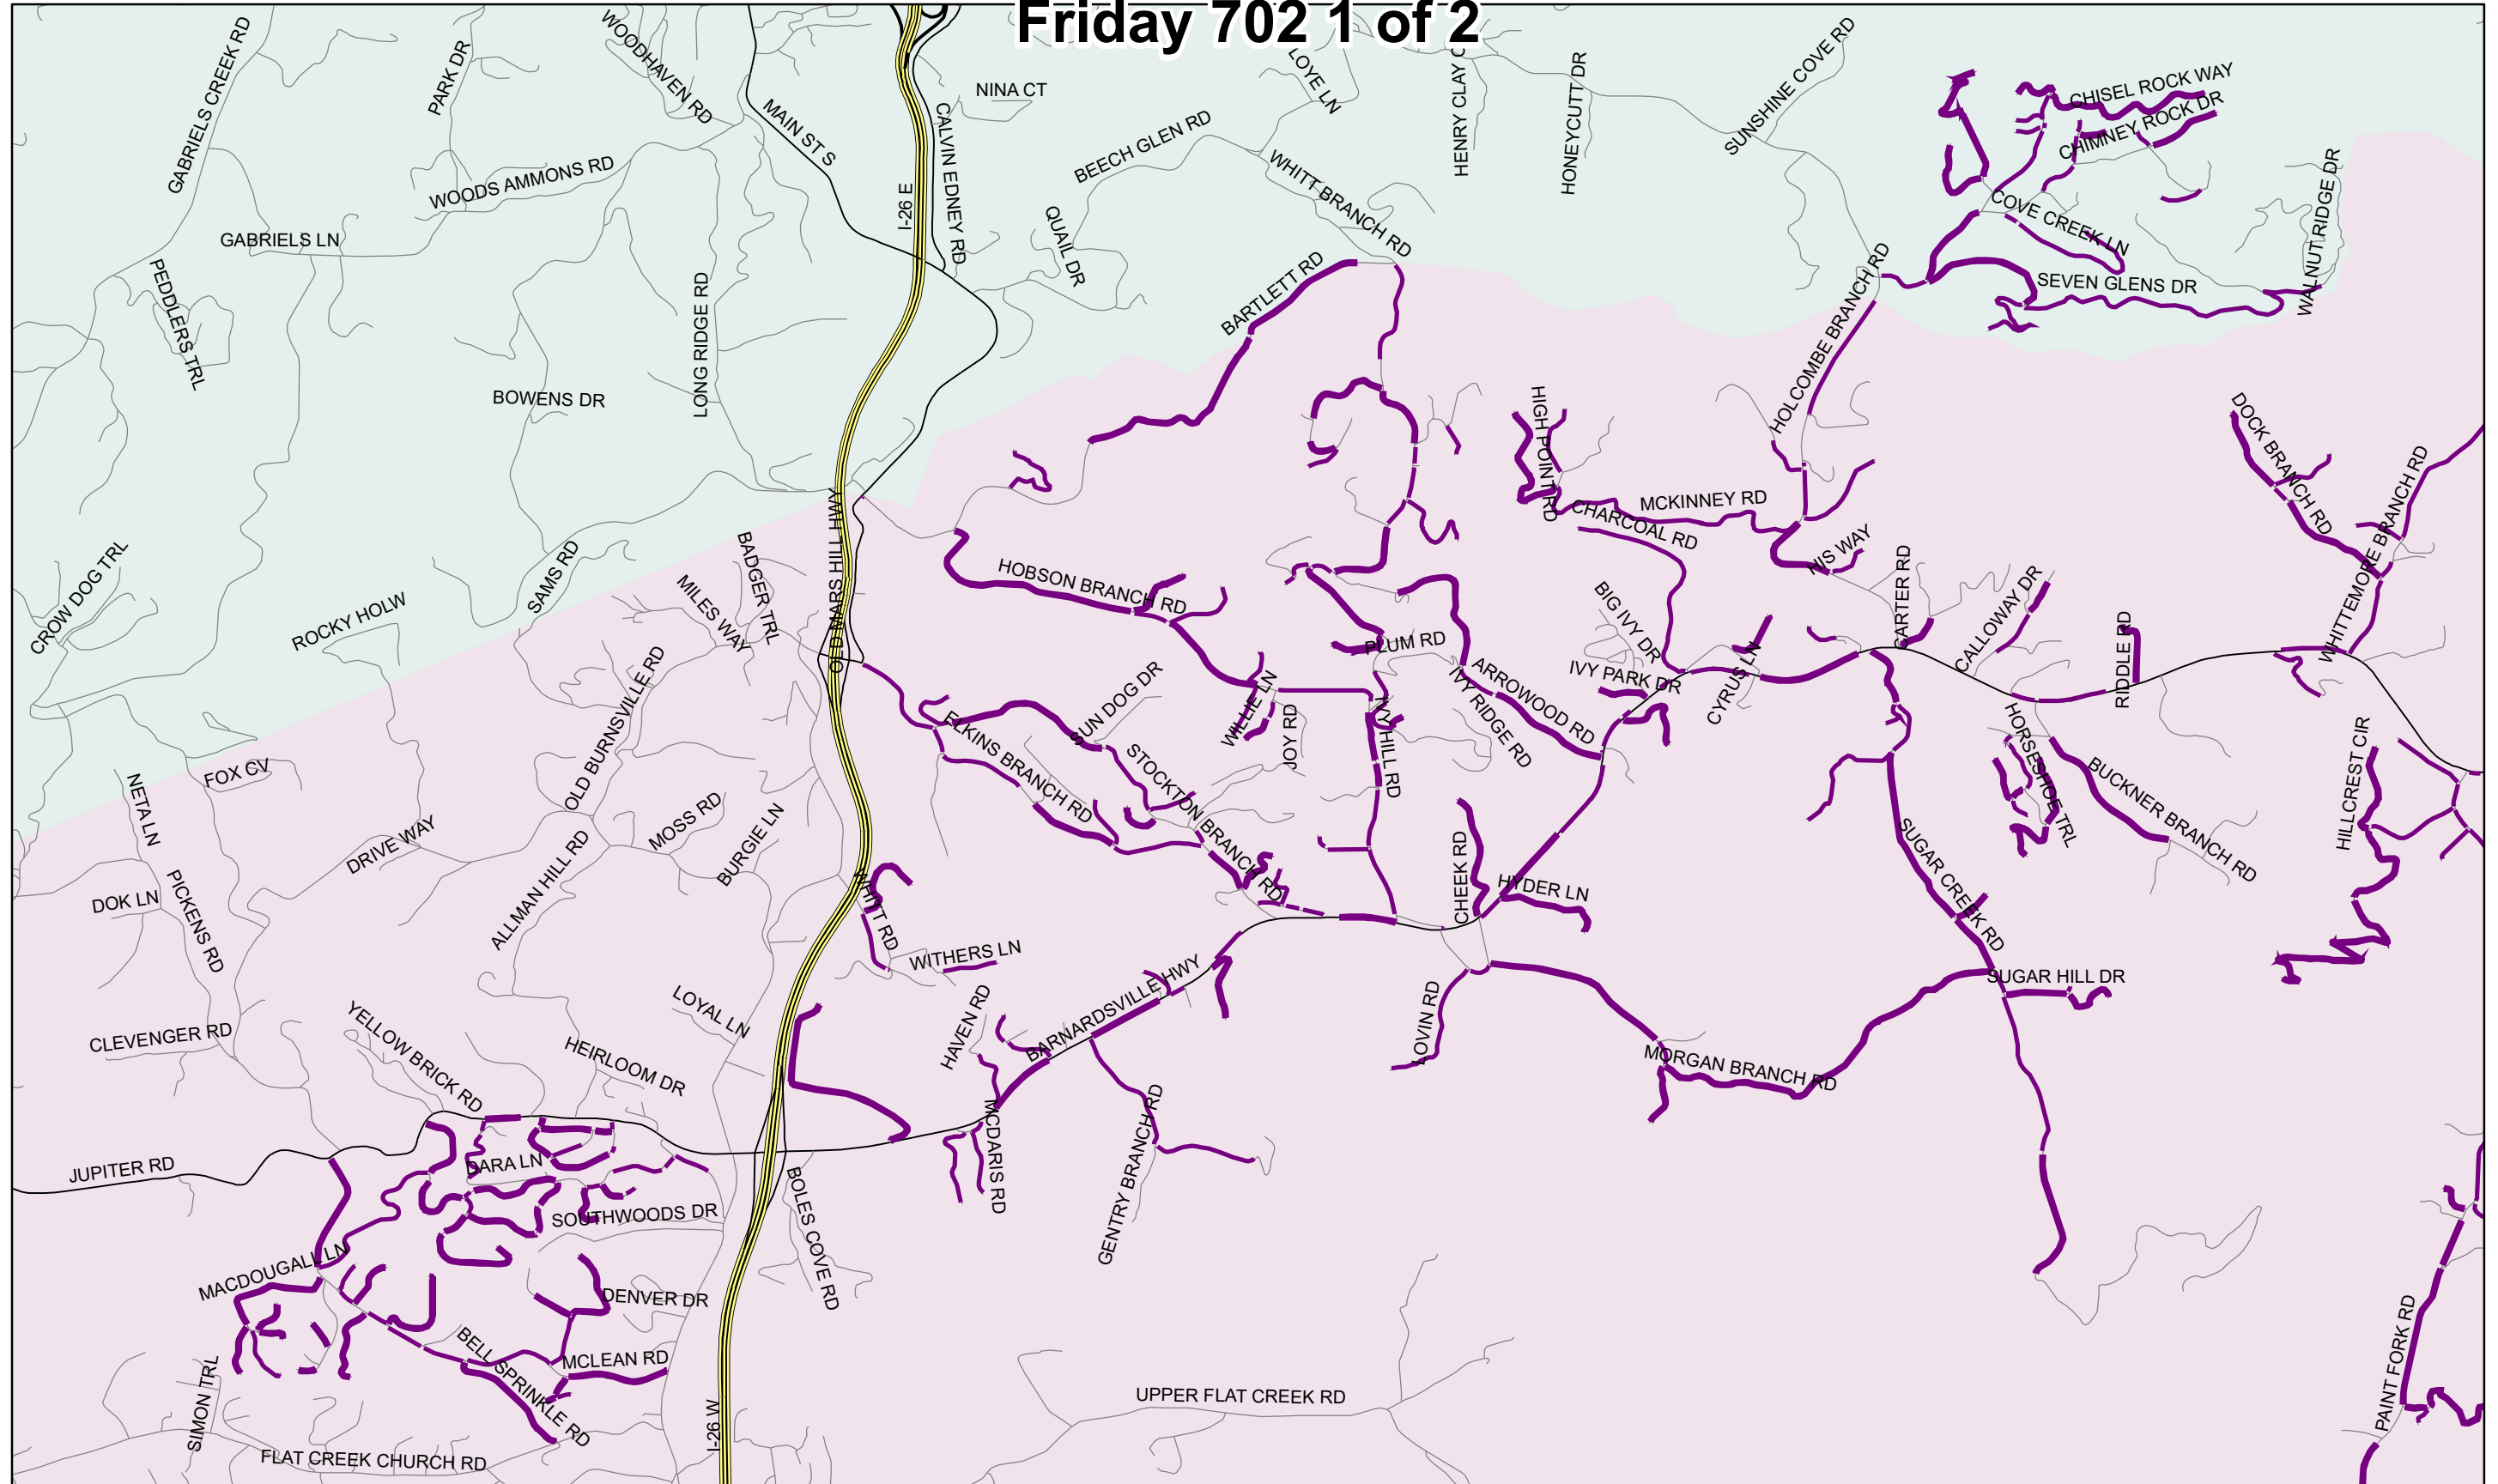 Friday 702 1 of 2
GABRIELS CREEK RD
PARK DR
WOODHAVEN RD
MAIN ST S
NINA CT
CALVIN EDNEY RD
I-26 E
LOYE LN
BEECH GLEN RD
WHITT BRANCH RD
HENRY CLAY
HONEYCUTT DR
SUNSHINE COVE RD
CHISEL ROCK WAY
CHIMNEY ROCK DR
WOODS AMMONS RD
GABRIELS LN
PEDDLERS TRL
QUAIL DR
COVE CREEK LN
WALNUT RIDGE DR
SEVEN GLENS DR
BARTLETT RD
HOLCOMBE BRANCH RD
LONG RIDGE RD
BOWENS DR
HIGH POINT RD
DOCK BRANCH RD
WHITTEMORE BRANCH RD
MCKINNEY RD
CHARCOAL RD
HIS WAY
CARTER RD
CALLOWAY DR
RIDDLE RD
OLD MARS HILL HWY
BADGER TRL
MILES WAY
SAMS RD
CROW DOG TRL
ROCKY HOLW
HOBSON BRANCH RD
PLUM RD
BIG IVY DR
IVY PARK DR
ARROWOOD RD
IVY RIDGE RD
CYRUS LN
OLD BURNSVILLE RD
SUN DOG DR
ELKINS BRANCH RD
STOCKTON BRANCH RD
WILLIE LN
JOY RD
IVY HILL RD
HORSESHOE TRL
BUCKNER BRANCH RD
HILLCREST CIR
FOX CV
NETA LN
DRIVE WAY
MOSS RD
BURGIE LN
ALLMAN HILL RD
DOK LN
PICKENS RD
WHITT RD
WITHERS LN
CHEEK RD
HYDER LN
SUGAR CREEK RD
SUGAR HILL DR
BARNARDSVILLE HWY
LOVIN RD
MORGAN BRANCH RD
HAVEN RD
LOYAL LN
CLEVENGER RD
YELLOW BRICK RD
HEIRLOOM DR
MCDARIS RD
GENTRY BRANCH RD
JUPITER RD
DARA LN
SOUTHWOODS DR
BOLES COVE RD
MACDOUGALL LN
DENVER DR
BELL SPRINKLE RD
MCLEAN RD
SIMON TRL
FLAT CREEK CHURCH RD
I-26 W
UPPER FLAT CREEK RD
PAINT FORK RD